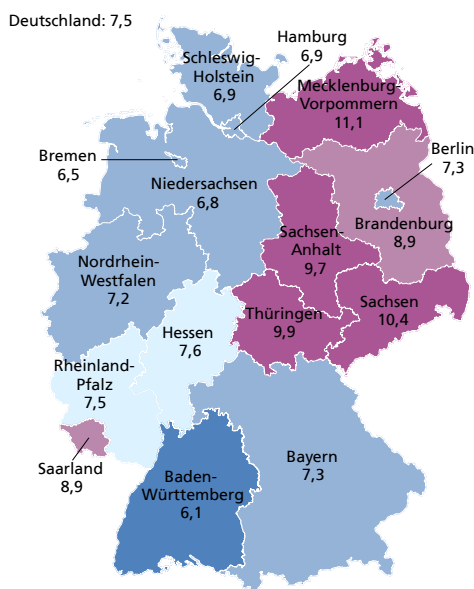 Deutschland: 7,5
Hamburg
6,9
Schleswig-
Holstein
6,9
Mecklenburg-
Vorpommern
11,1
Berlin
7,3
Bremen
6,5
Niedersachsen
6,8
Brandenburg
8,9
Sachsen-
Anhalt
9,7
Nordrhein-
Westfalen
7,2
Sachsen
10,4
Thüringen
9,9
Hessen
7,6
Rheinland-
Pfalz
7,5
Saarland
8,9
Bayern
7,3
Baden-
Württemberg
6,1